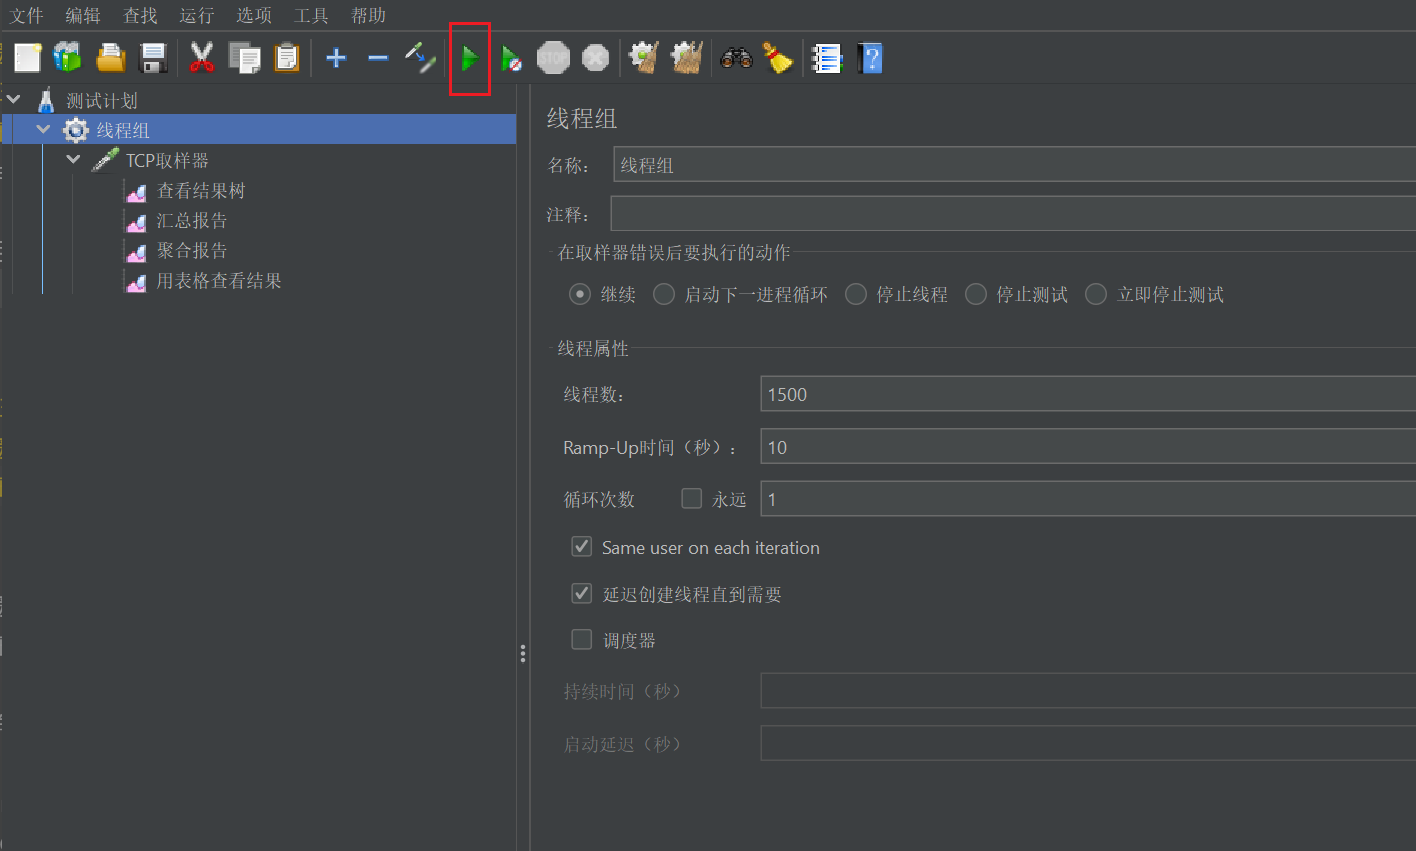 文件 编辑 查找 运行 选项 工具 帮助
STOP
?
测试计划
线程组
TCP取样器
查看结果树
汇总报告
聚合报告
用表格查看结果
线程组
名称： 线程组
注释：
在取样器错误后要执行的动作
继续 启动下一进程循环 停止线程 停止测试 立即停止测试
线程属性
线程数： 1500
Ramp-Up时间（秒）： 10
循环次数 永远 1
Same user on each iteration
延迟创建线程直到需要
调度器
持续时间（秒）
启动延迟（秒）